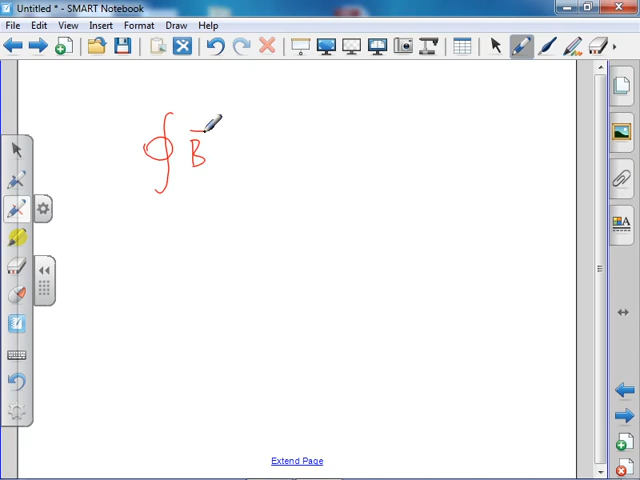 Untitled * - SMART Notebook
File Edit View Insert Format Draw Help
∮ B̅
Extend Page